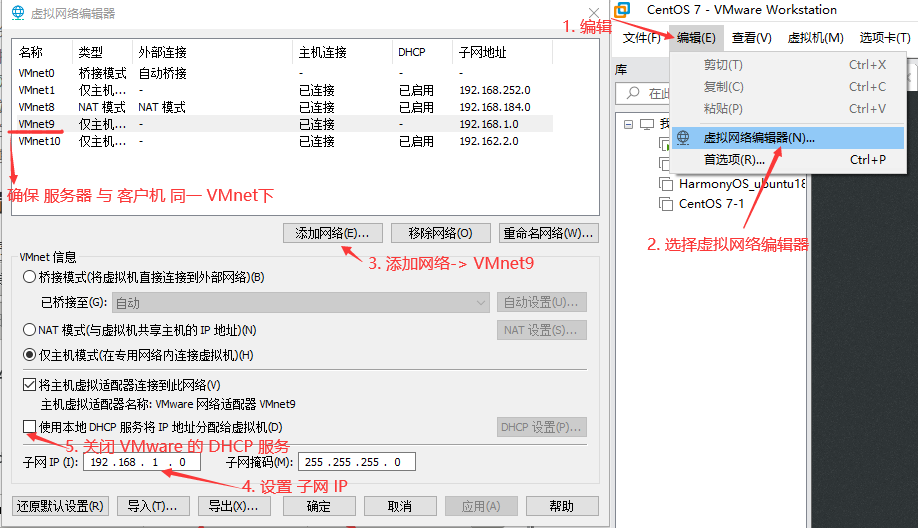 虚拟网络编辑器
名称 类型 外部连接 主机连接 DHCP 子网地址
VMnet0 桥接模式 自动桥接 - - -
VMnet1 仅主机... - 已连接 已启用 192.168.252.0
VMnet8 NAT 模式 NAT 模式 已连接 已启用 192.168.184.0
VMnet9 仅主机... - 已连接 - 192.168.1.0
VMnet10 仅主机... - 已连接 已启用 192.162.2.0
确保 服务器 与 客户机 同一 VMnet下
添加网络(E)... 移除网络(O) 重命名网络(W)...
3. 添加网络-> VMnet9
VMnet 信息
桥接模式(将虚拟机直接连接到外部网络)(B)
已桥接至(G): 自动 自动设置(U)...
NAT 模式(与虚拟机共享主机的 IP 地址)(N) NAT 设置(S)...
仅主机模式(在专用网络内连接虚拟机)(H)
将主机虚拟适配器连接到此网络(V)
主机虚拟适配器名称: VMware 网络适配器 VMnet9
使用本地 DHCP 服务将 IP 地址分配给虚拟机(D) DHCP 设置(P)...
5. 关闭 VMware 的 DHCP 服务
子网 IP (I): 192 . 168 . 1 . 0 子网掩码(M): 255 . 255 . 255 . 0
4. 设置 子网 IP
还原默认设置(R) 导入(T)... 导出(X)... 确定 取消 应用(A) 帮助
CentOS 7 - VMware Workstation
1. 编辑
文件(F) 编辑(E) 查看(V) 虚拟机(M) 选项卡(T)
库
在此
我
剪切(T) Ctrl+X
复制(C) Ctrl+C
粘贴(P) Ctrl+V
虚拟网络编辑器(N)...
首选项(R)... Ctrl+P
HarmonyOS_ubuntu18
CentOS 7-1
2. 选择虚拟网络编辑器